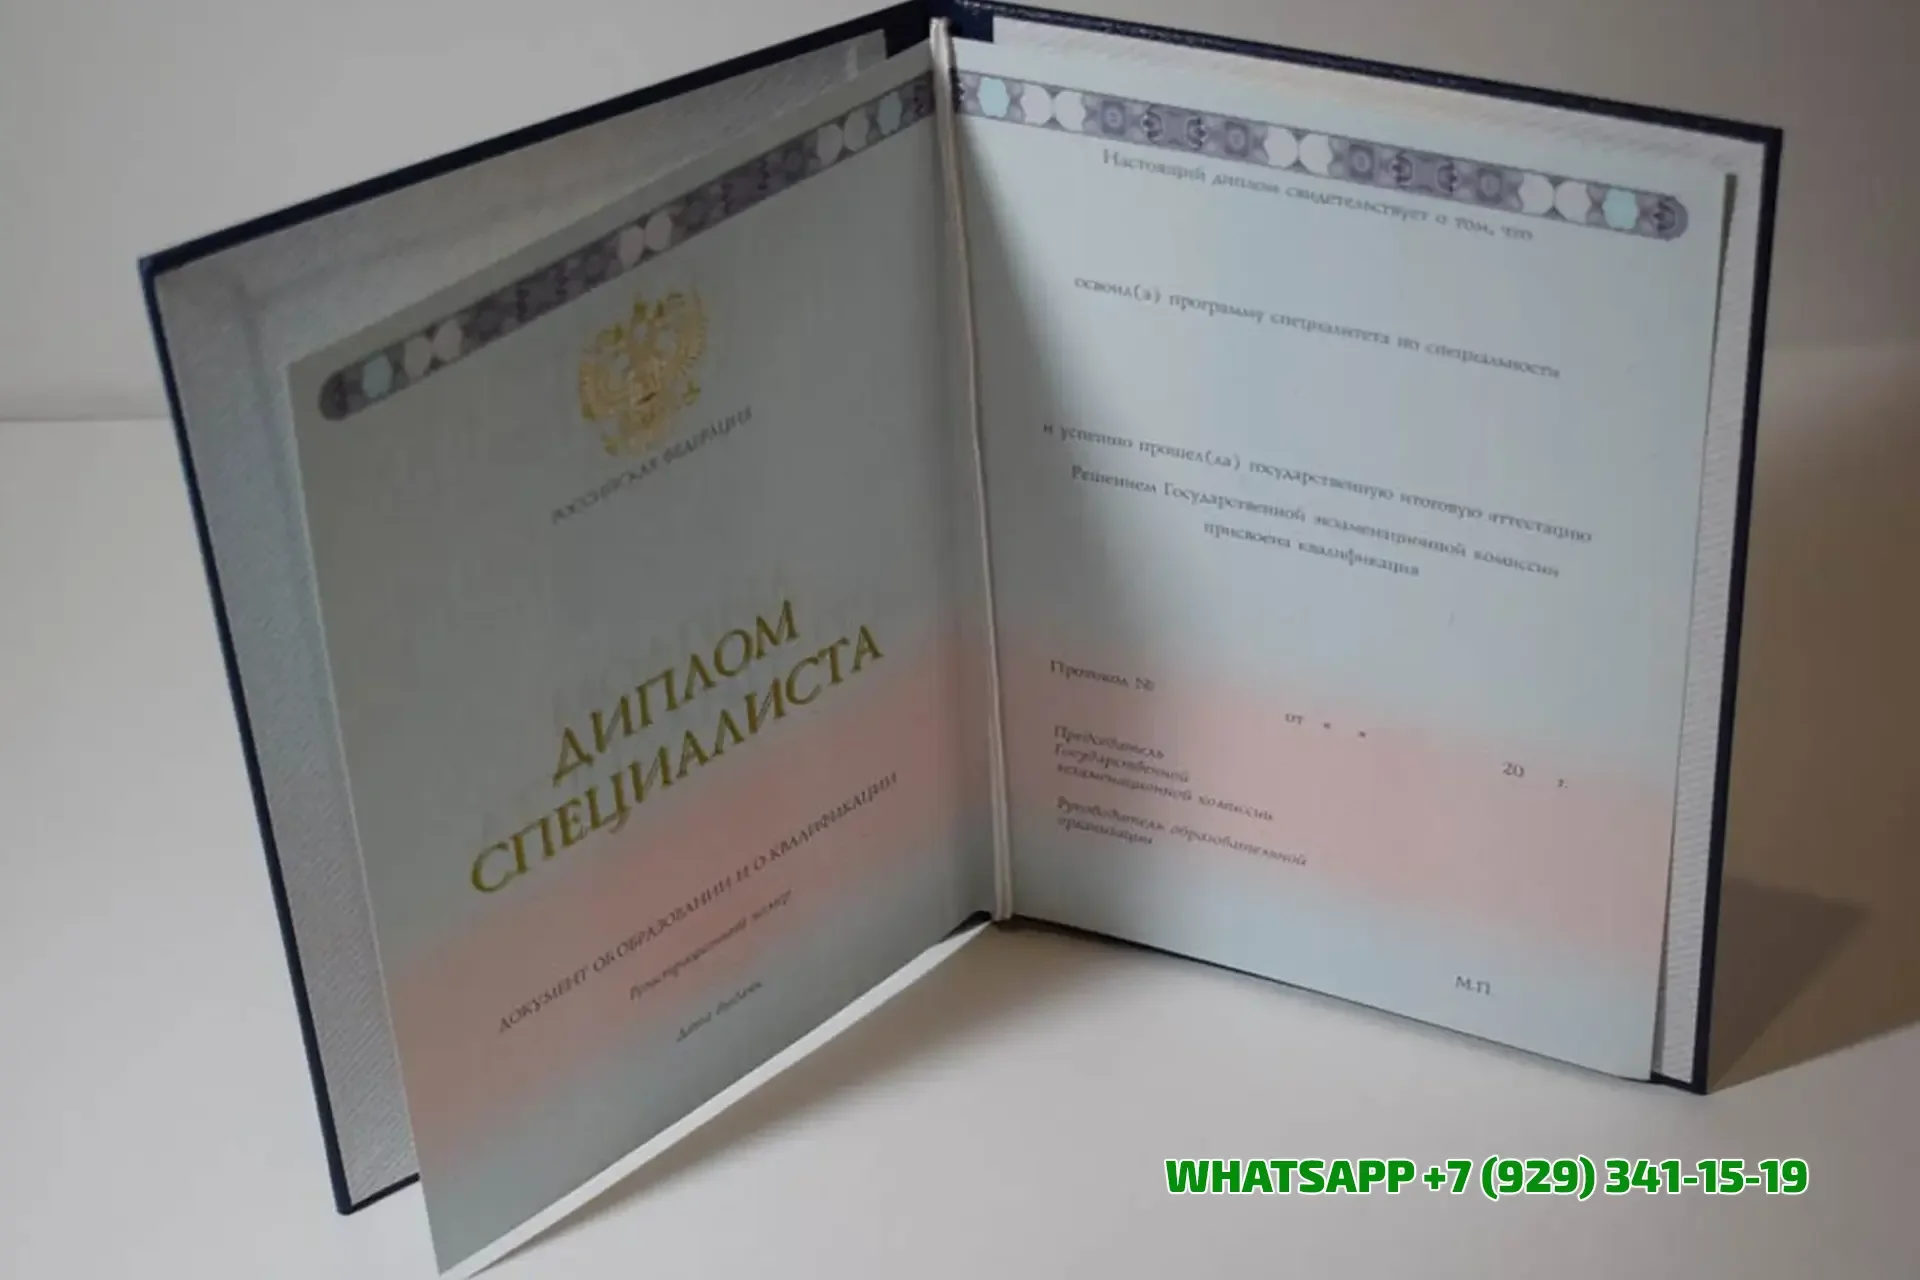 РОССИЙСКАЯ ФЕДЕРАЦИЯ
ДИПЛОМ
СПЕЦИАЛИСТА
ДОКУМЕНТ ОБ ОБРАЗОВАНИИ И О КВАЛИФИКАЦИИ
Регистрационный номер
Дата выдачи
Настоящий диплом свидетельствует о том, что
освоил(а) программу специалитета по специальности
и успешно прошел(ла) государственную итоговую аттестацию
Решением Государственной экзаменационной комиссии
присвоена квалификация
Протокол №
от « »
20 г.
Председатель
Государственной
экзаменационной комиссии
Руководитель образовательной
организации
М.П.
WHATSAPP +7 (929) 341-15-19